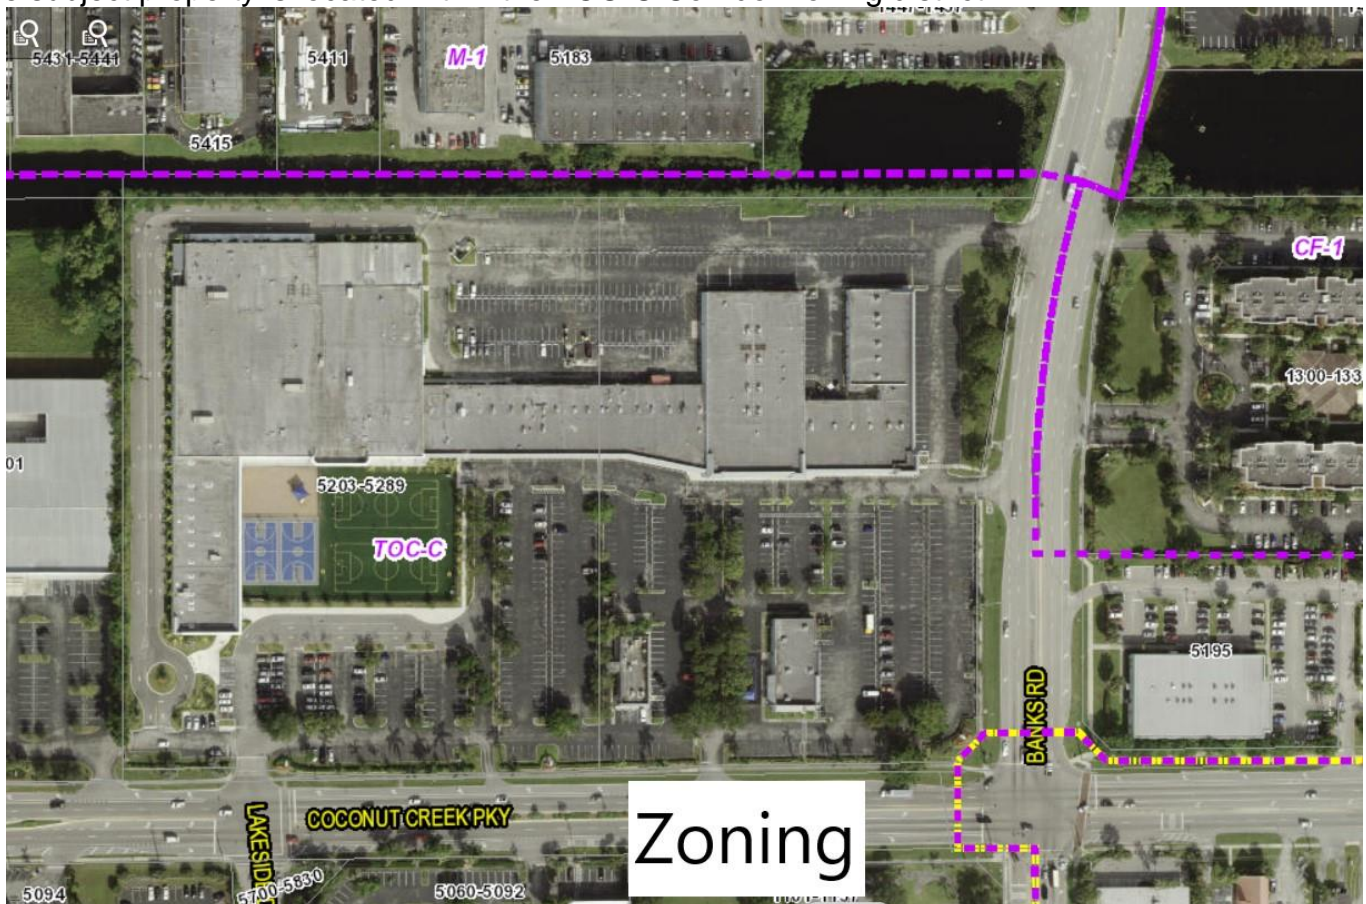 5431-5441
5411
M-1
5183
5415
CF-1
1300-133
01
5203-5289
TOC-C
5195
BANKS RD
COCONUT CREEK PKY
LAKESIDE
Zoning
5094
5700-5830
5060-5092